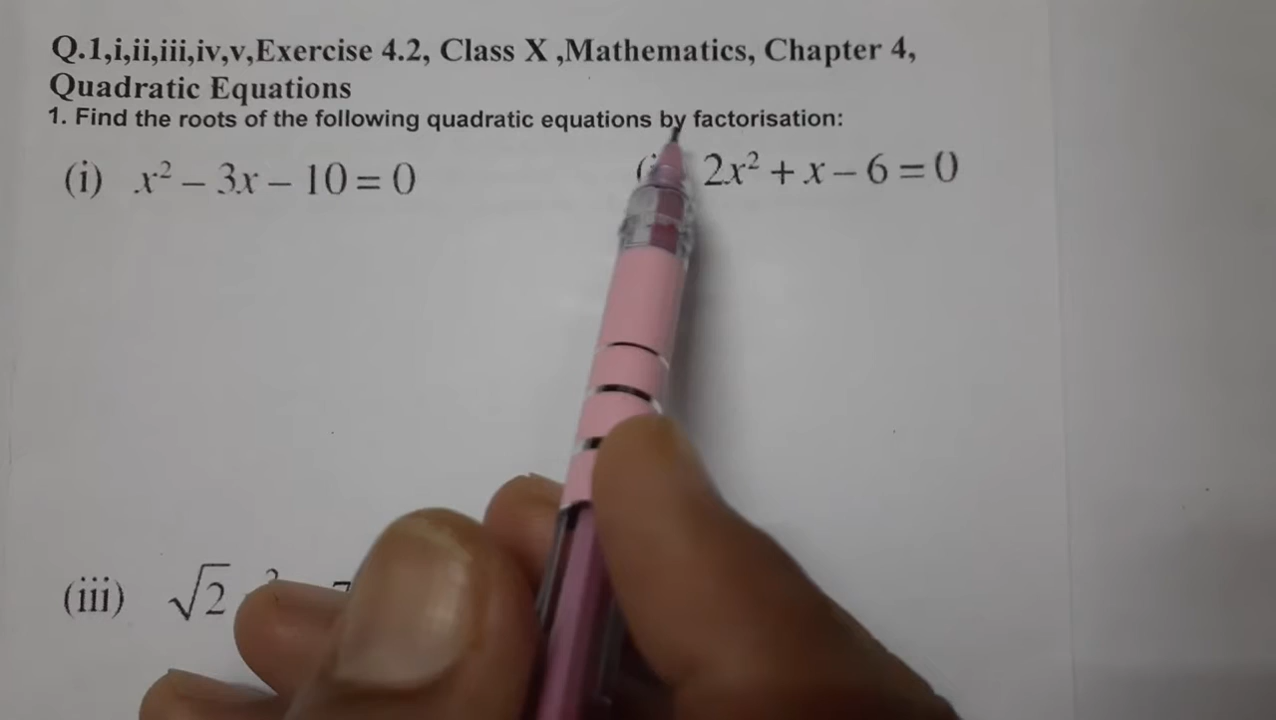 Q.1,i,ii,iii,iv,v,Exercise 4.2, Class X ,Mathematics, Chapter 4,
Quadratic Equations
1. Find the roots of the following quadratic equations by factorisation:
(i) x² – 3x – 10 = 0
2x² + x – 6 = 0
(iii) √2